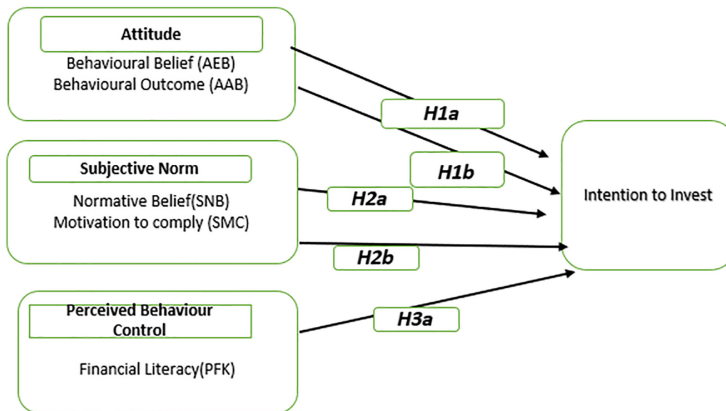 Attitude
Behavioural Belief (AEB)
Behavioural Outcome (AAB)
H1a
H1b
Subjective Norm
Normative Belief(SNB)
Motivation to comply (SMC)
H2a
H2b
Intention to Invest
Perceived Behaviour
Control
Financial Literacy(PFK)
H3a